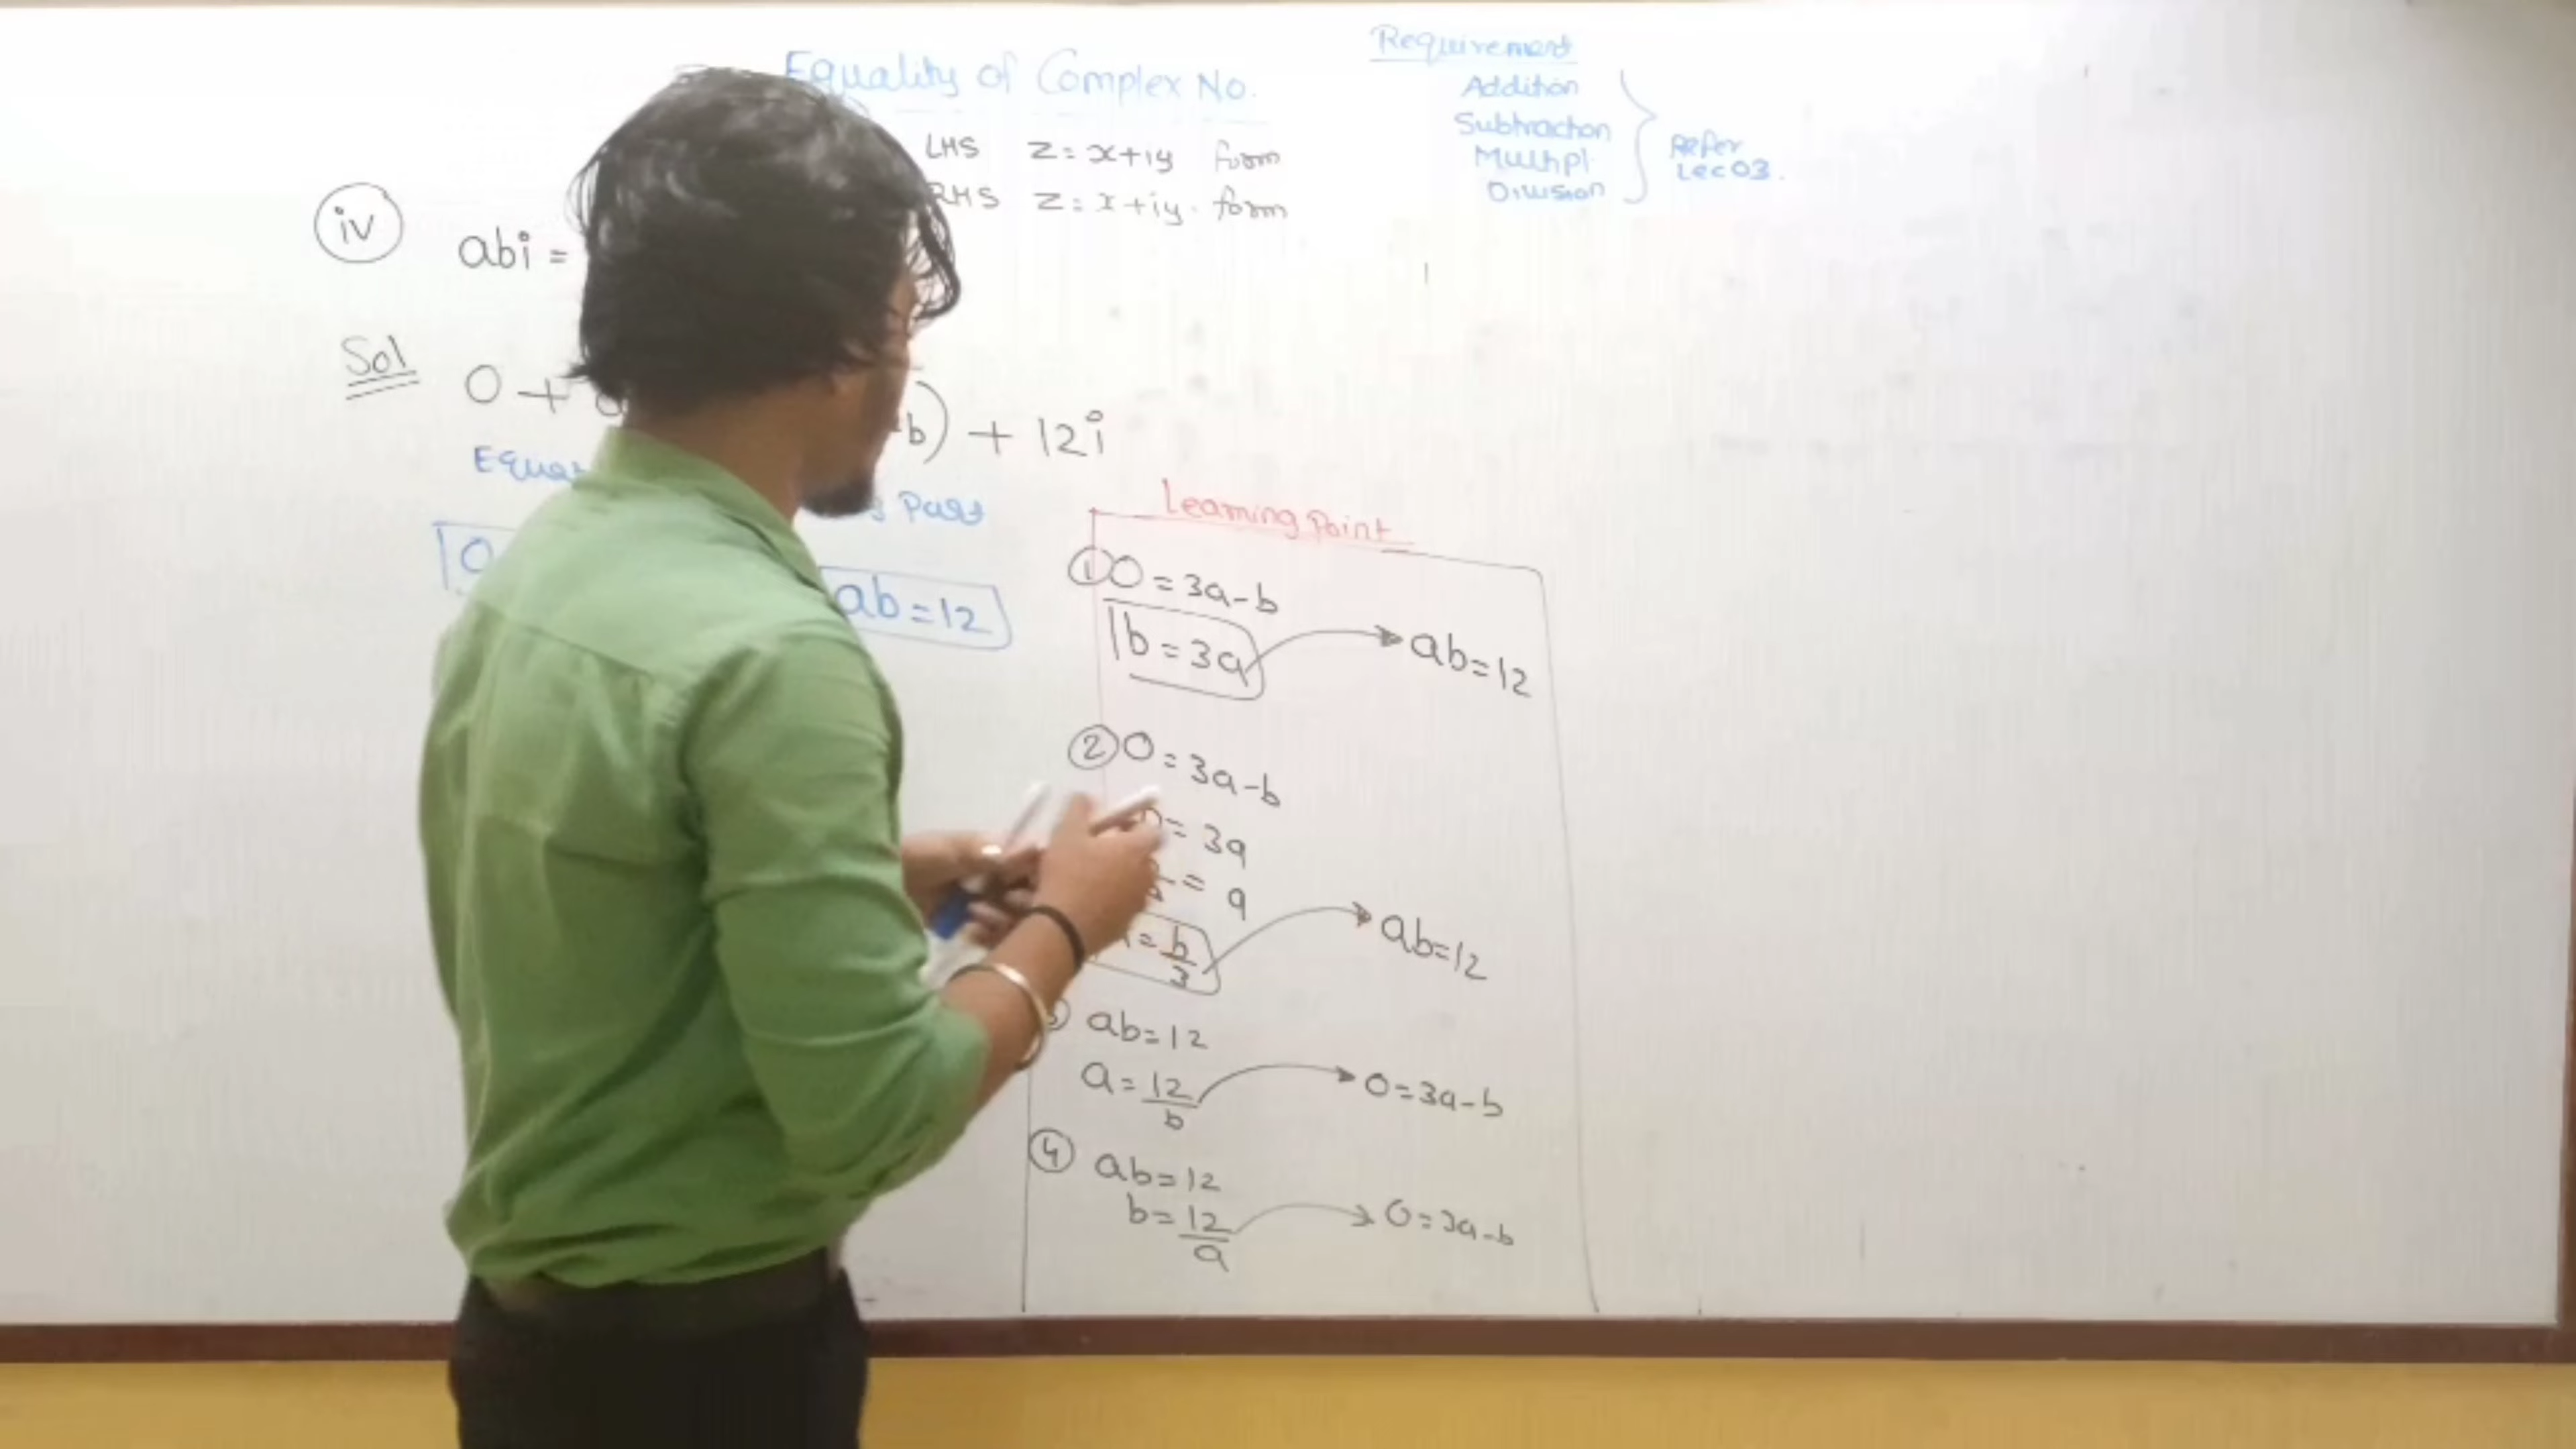 Equality of Complex No.
LHS z = x+iy form
RHS z = x+iy. form
Requirement
Addition
Subtraction
Multipl.
Division
Refer
Lec 03.
iv abi =
Sol 0 + b) + 12i
Part
ab = 12
Learning Point
① 0 = 3a-b
b = 3a → ab = 12
② 0 = 3a-b
= 3a
= a
= b/3 → ab=12
ab=12
a = 12/b → 0=3a-b
④ ab=12
b = 12/a → 0=3a-b